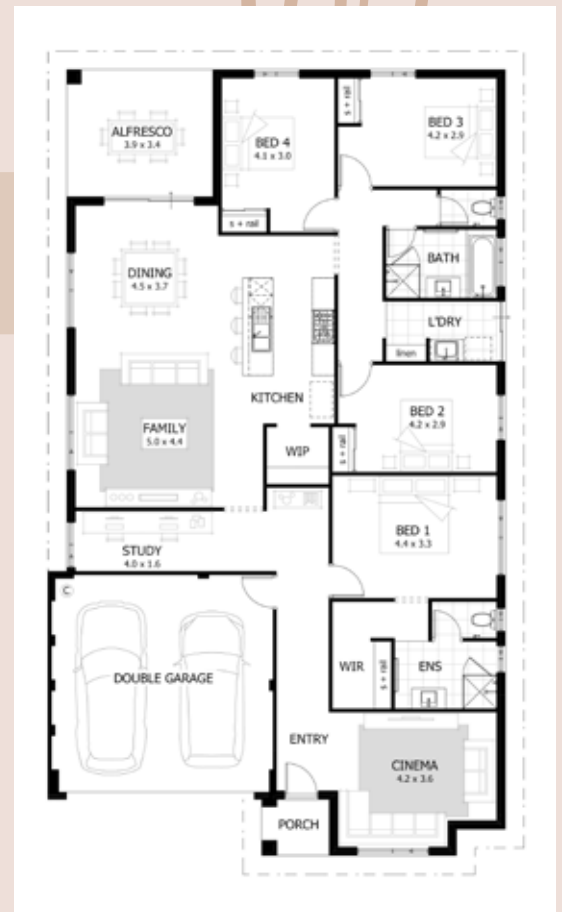 ALFRESCO
3.9 x 3.4
BED 4
4.1 x 3.0
s + rail
BED 3
4.2 x 2.9
s + rail
BATH
DINING
4.5 x 3.7
L'DRY
linen
KITCHEN
FAMILY
5.0 x 4.4
WIP
s + rail
BED 2
4.2 x 2.9
BED 1
4.4 x 3.3
STUDY
4.0 x 1.6
C
DOUBLE GARAGE
WIR
s + rail
ENS
ENTRY
CINEMA
4.2 x 3.6
PORCH